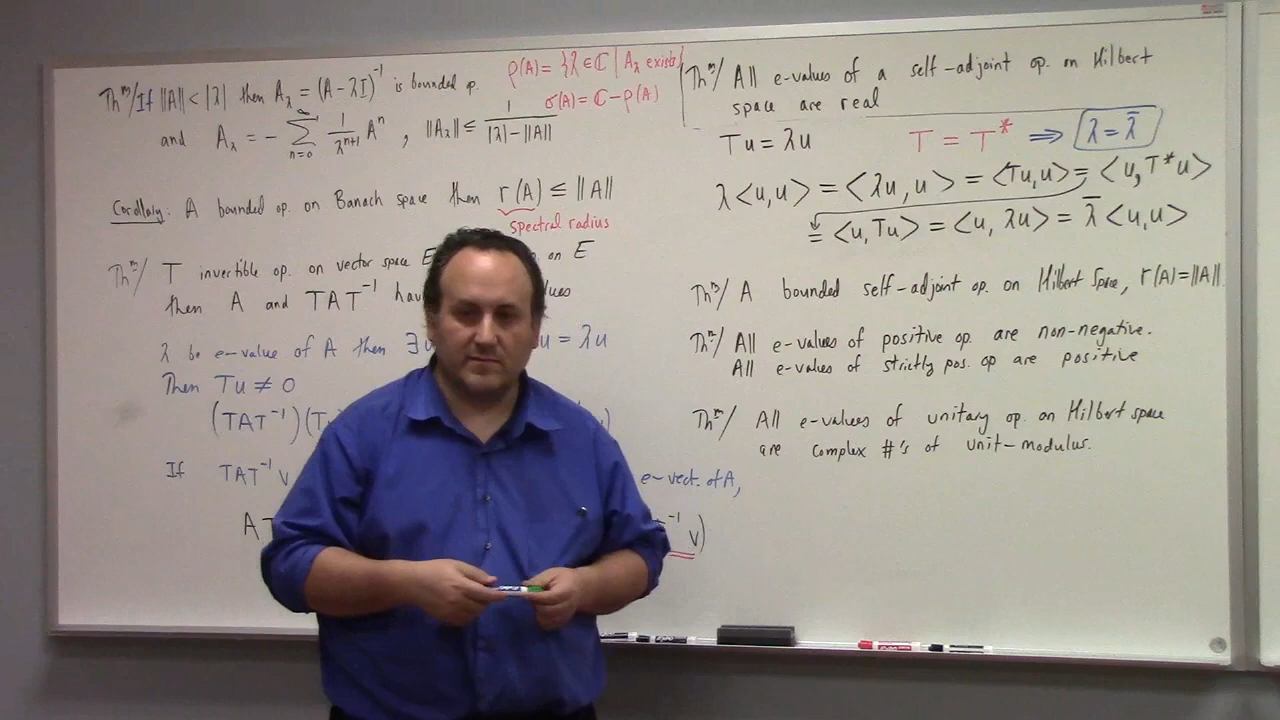 Thm/If ||A|| < |λ| then A_λ = (A - λI)^-1 is bounded op.
and A_λ = - Σ_{n=0}^∞ 1/λ^{n+1} A^n , ||A_λ|| ≤ 1/(|λ| - ||A||)
ρ(A) = {λ ∈ ℂ | A_λ exists}
σ(A) = ℂ - ρ(A)
Corollary: A bounded op. on Banach space then r(A) ≤ ||A||
spectral radius
Thm/ T invertible op. on vector space E on E
then A and TAT^-1 hav
λ be e-value of A then ∃u = λu
Then Tu ≠ 0
(TAT^-1)(T
If TAT^-1 v e-vect. of A,
A ^-1 v)
Thm/ All e-values of a self-adjoint op. on Hilbert
space are real
Tu = λu T = T* ⟹ λ = λ̄
λ<u,u> = <λu,u> = <Tu,u> = <u,T*u>
= <u,Tu> = <u,λu> = λ̄<u,u>
Thm/ A bounded self-adjoint op. on Hilbert Space, r(A)=||A||.
Thm/ All e-values of positive op. are non-negative.
All e-values of strictly pos. op are positive
Thm/ All e-values of unitary op. on Hilbert space
are complex #'s of unit-modulus.